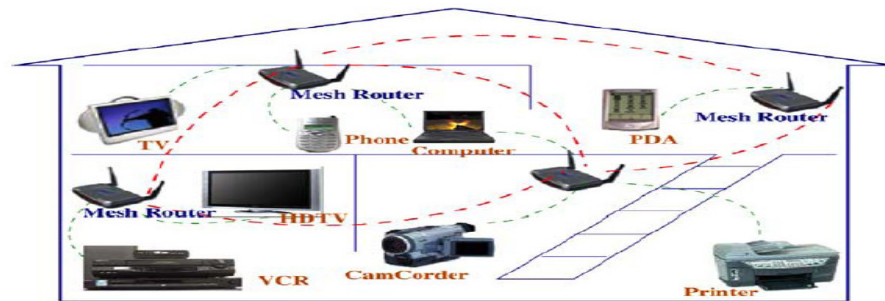 Mesh Router
TV
Phone
Computer
PDA
Mesh Router
Mesh Router
HDTV
VCR
CamCorder
Printer